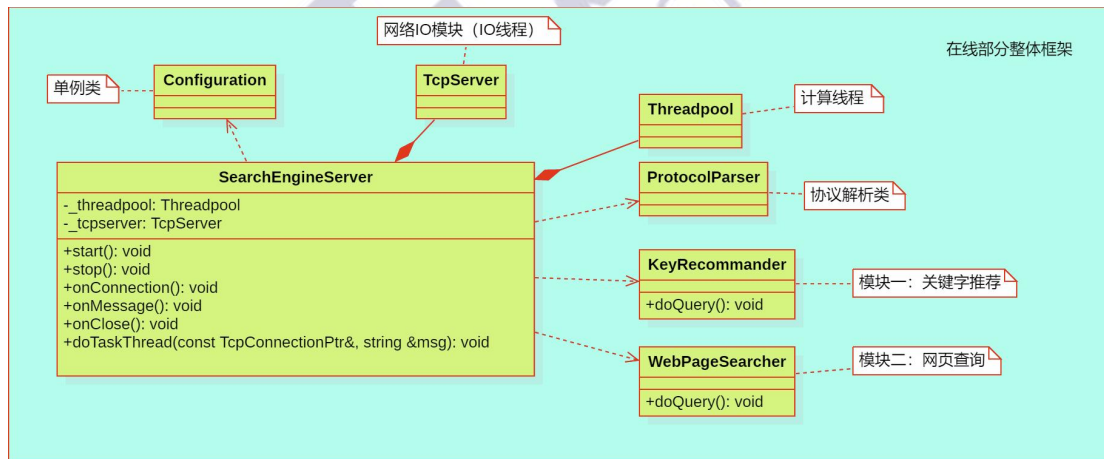 网络IO模块（IO线程）
在线部分整体框架
单例类
Configuration
TcpServer
Threadpool
计算线程
SearchEngineServer
-_threadpool: Threadpool
-_tcpserver: TcpServer
+start(): void
+stop(): void
+onConnection(): void
+onMessage(): void
+onClose(): void
+doTaskThread(const TcpConnectionPtr&, string &msg): void
ProtocolParser
协议解析类
KeyRecommander
+doQuery(): void
模块一：关键字推荐
WebPageSearcher
+doQuery(): void
模块二：网页查询